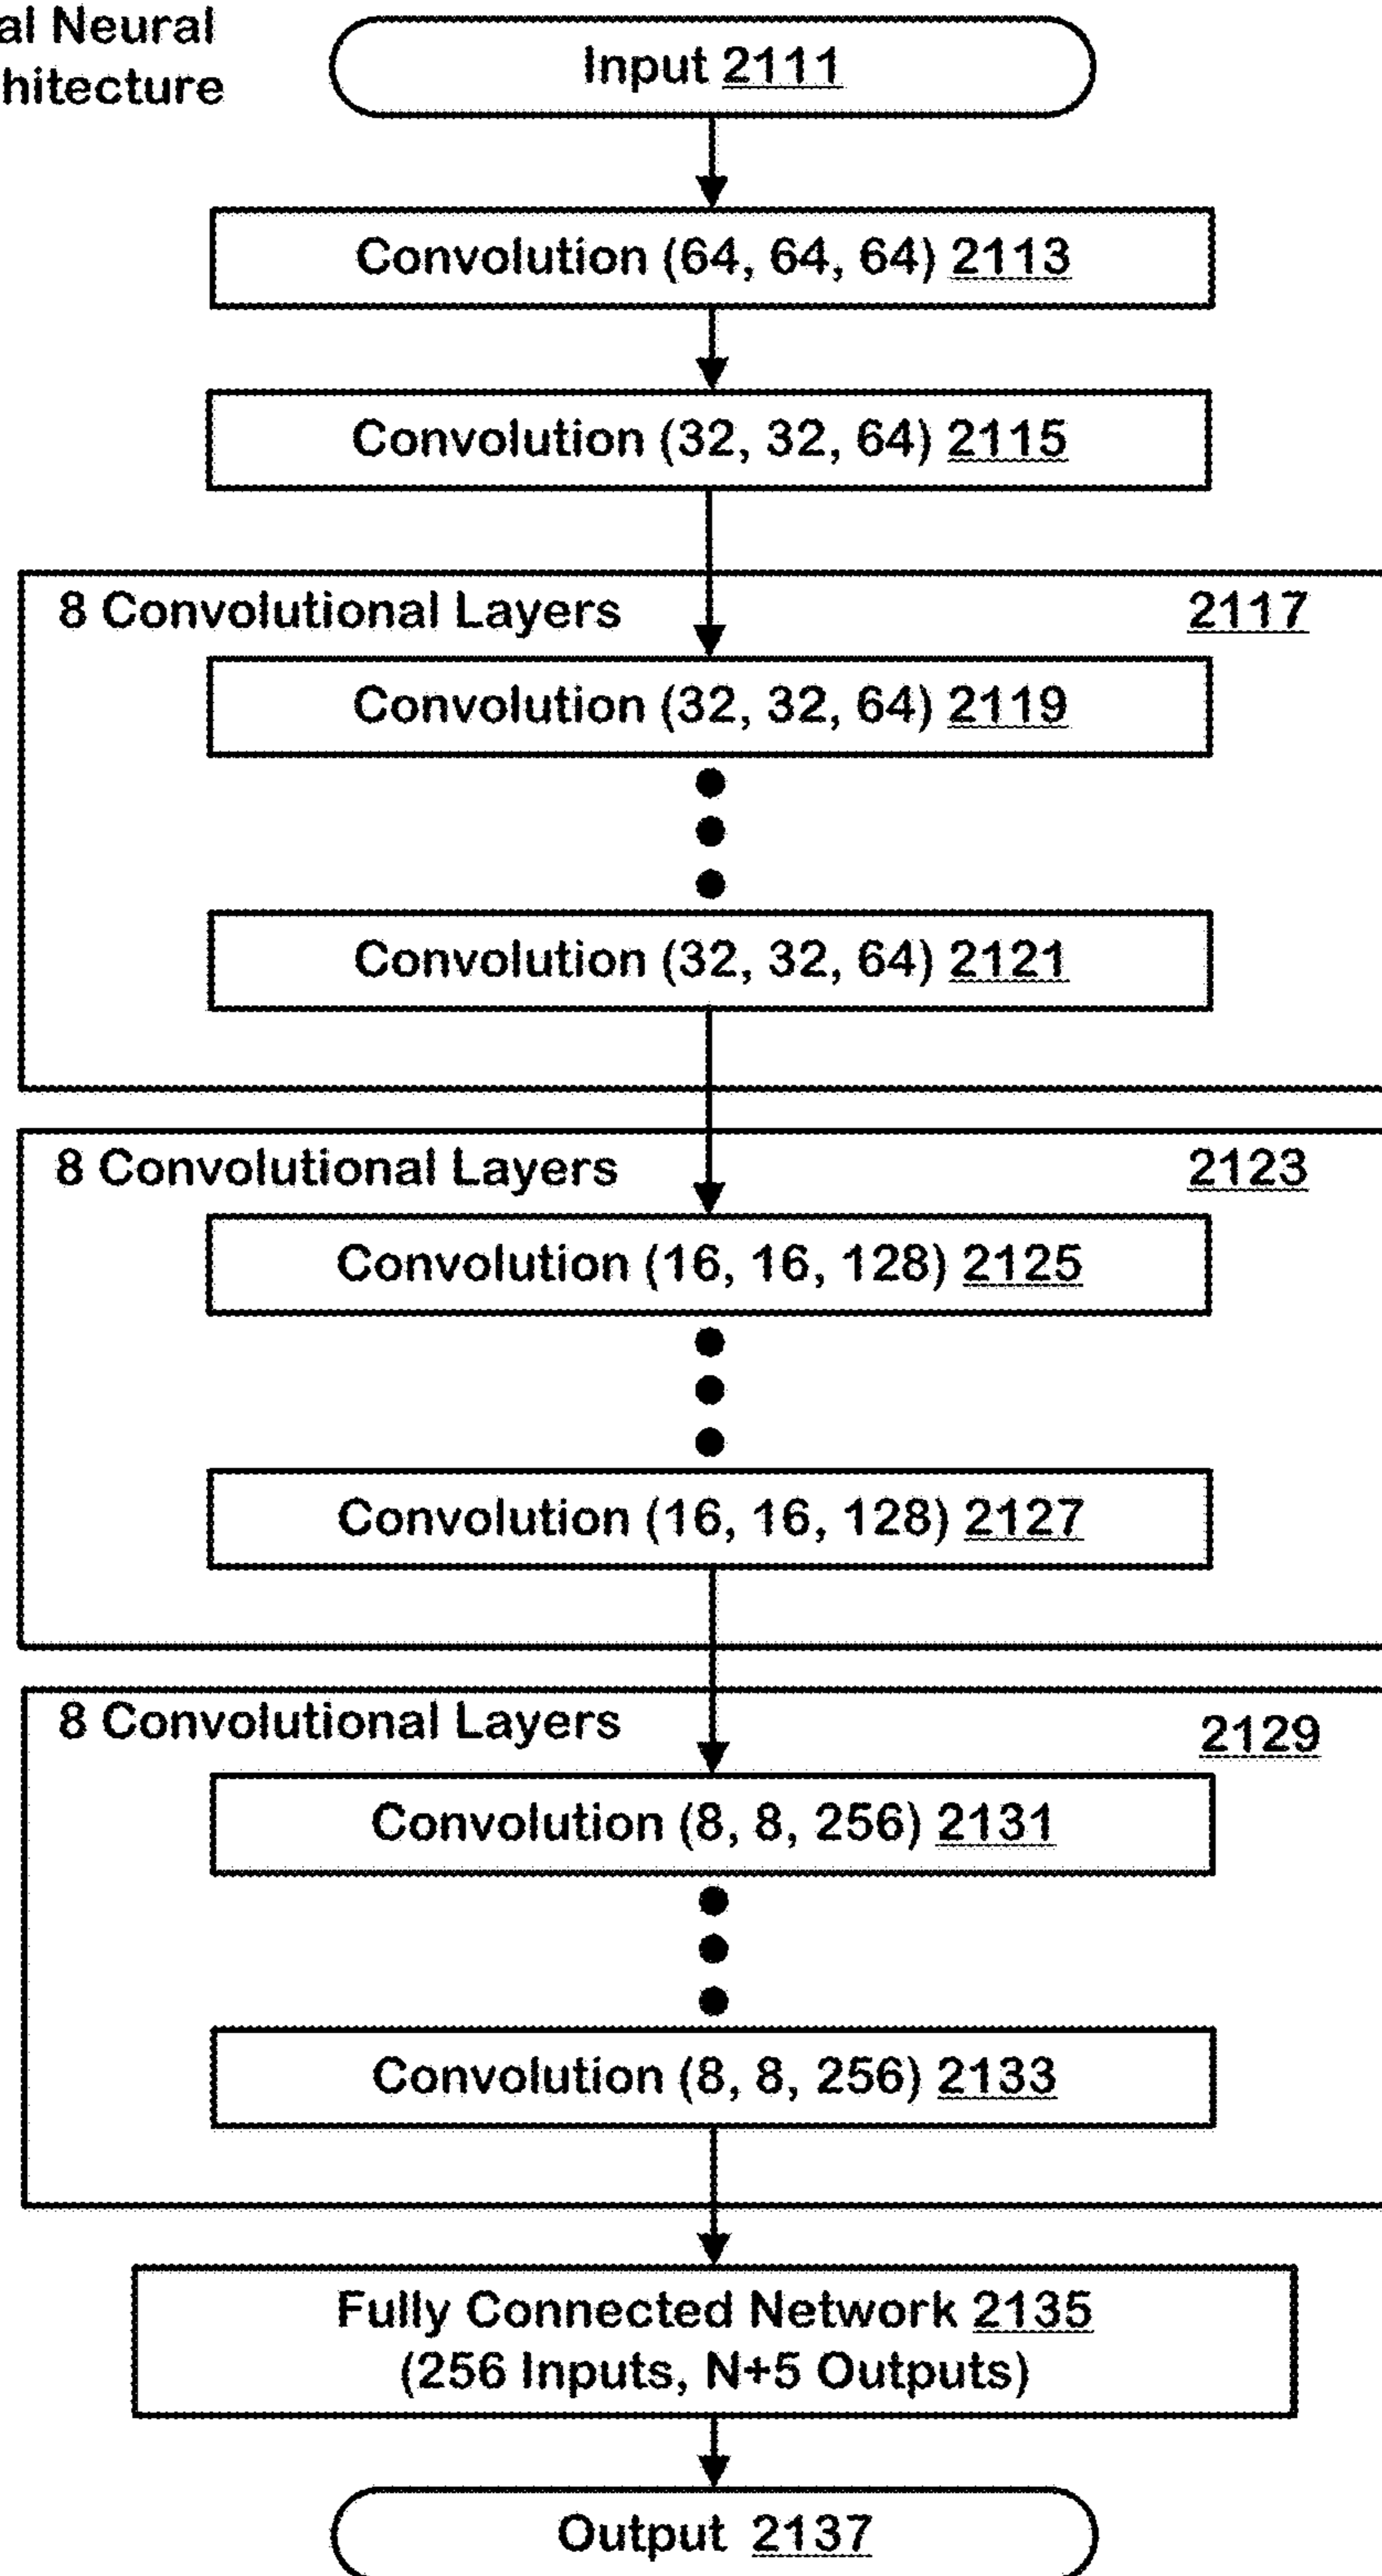 al Neural
hitecture
Input 2111
Convolution (64, 64, 64) 2113
Convolution (32, 32, 64) 2115
8 Convolutional Layers 2117
Convolution (32, 32, 64) 2119
Convolution (32, 32, 64) 2121
8 Convolutional Layers 2123
Convolution (16, 16, 128) 2125
Convolution (16, 16, 128) 2127
8 Convolutional Layers 2129
Convolution (8, 8, 256) 2131
Convolution (8, 8, 256) 2133
Fully Connected Network 2135
(256 Inputs, N+5 Outputs)
Output 2137